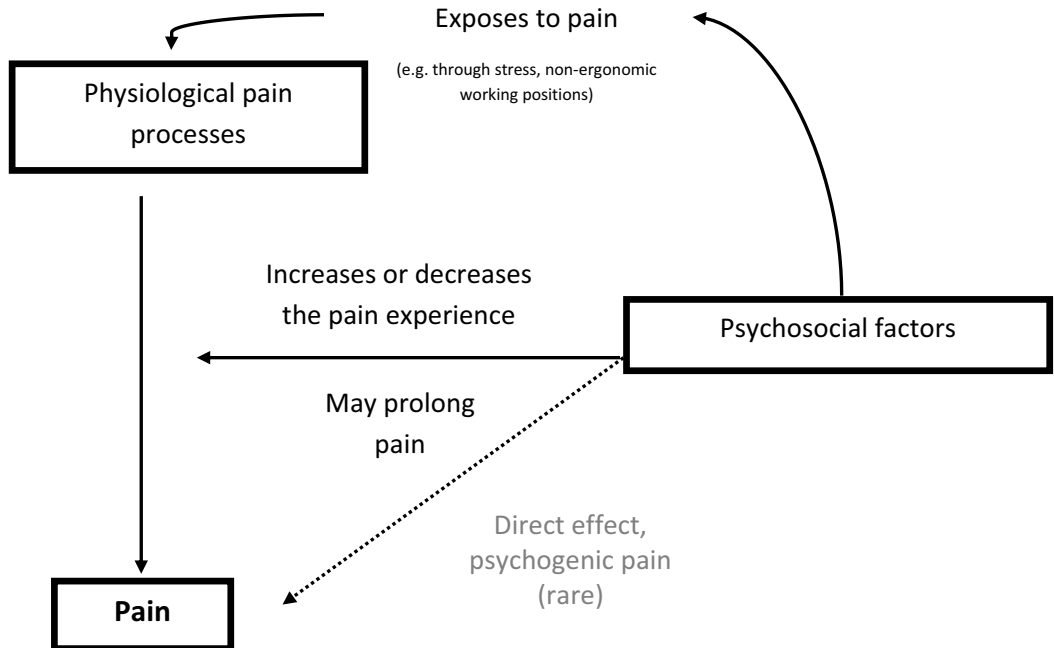 Exposes to pain
(e.g. through stress, non-ergonomic
working positions)
Physiological pain
processes
Increases or decreases
the pain experience
Psychosocial factors
May prolong
pain
Direct effect,
psychogenic pain
(rare)
Pain